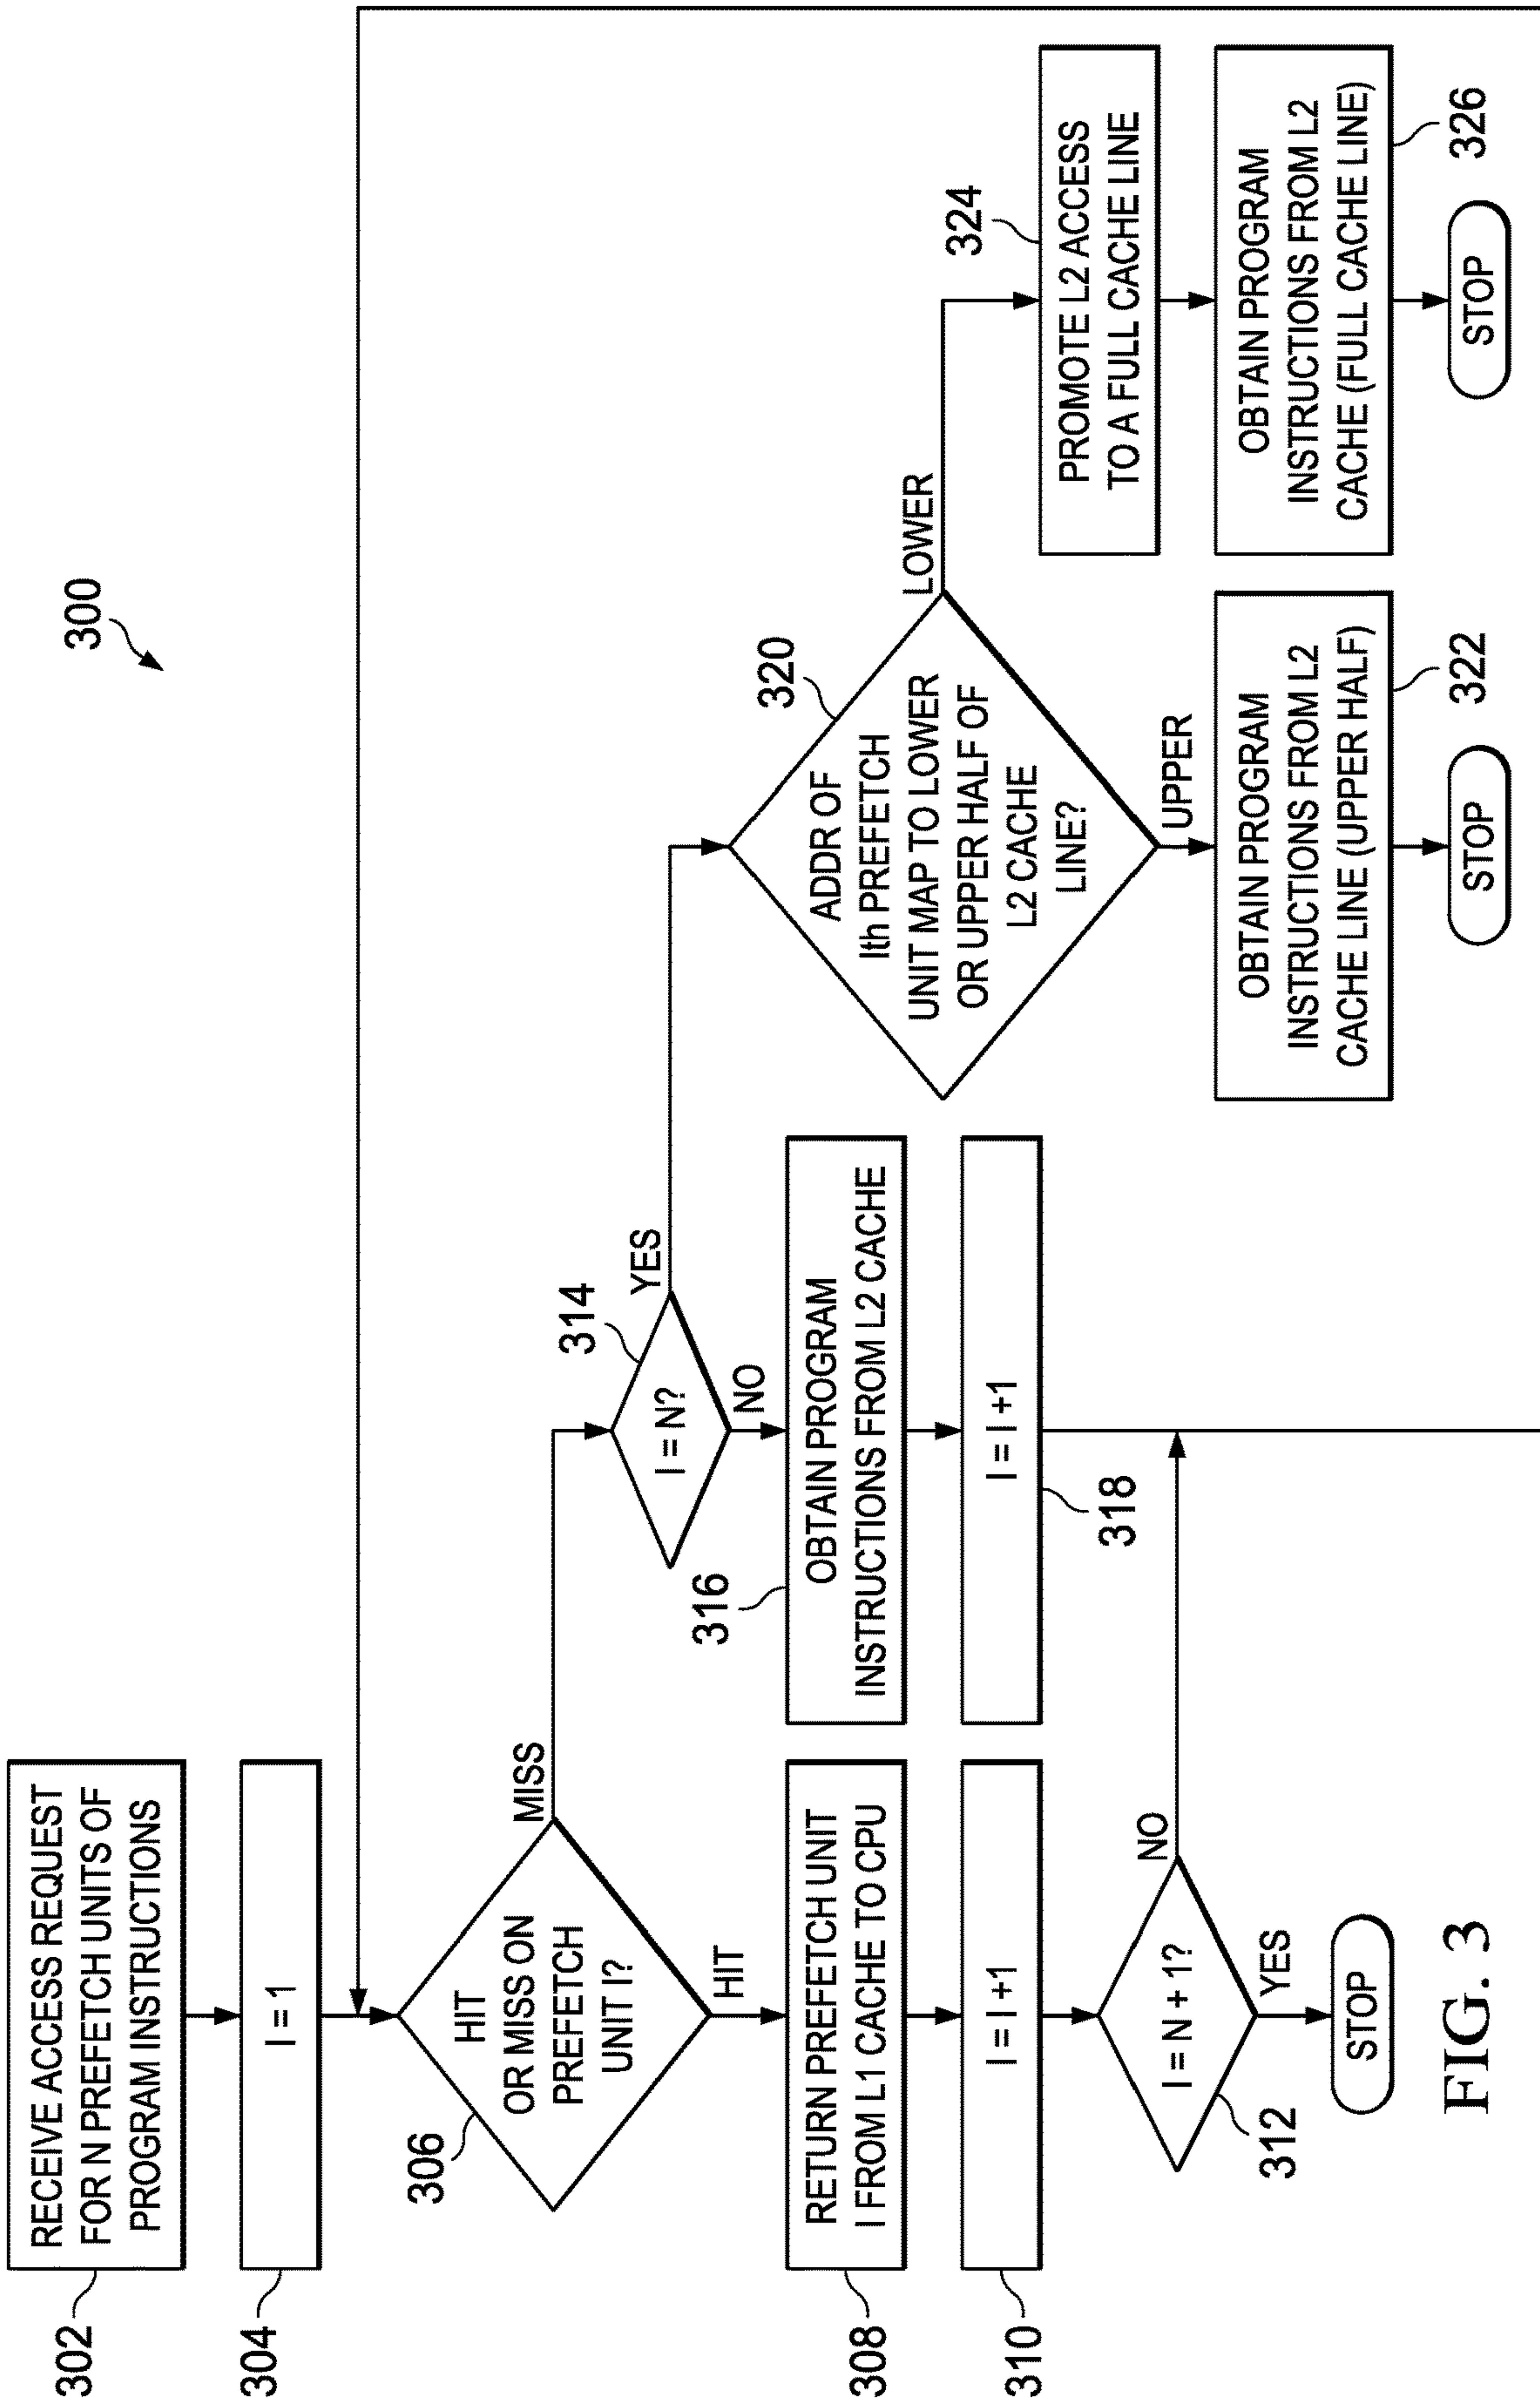 300
302
RECEIVE ACCESS REQUEST
FOR N PREFETCH UNITS OF
PROGRAM INSTRUCTIONS
304
I = 1
306
HIT
OR MISS ON
PREFETCH
UNIT I?
MISS
HIT
308
RETURN PREFETCH UNIT
I FROM L1 CACHE TO CPU
310
I = I +1
312
I = N + 1?
NO
YES
STOP
314
I = N?
YES
NO
316
OBTAIN PROGRAM
INSTRUCTIONS FROM L2 CACHE
I = I +1
318
320
ADDR OF
Ith PREFETCH
UNIT MAP TO LOWER
OR UPPER HALF OF
L2 CACHE
LINE?
LOWER
UPPER
OBTAIN PROGRAM
INSTRUCTIONS FROM L2
CACHE LINE (UPPER HALF)
322
STOP
324
PROMOTE L2 ACCESS
TO A FULL CACHE LINE
OBTAIN PROGRAM
INSTRUCTIONS FROM L2
CACHE (FULL CACHE LINE)
326
STOP
FIG. 3